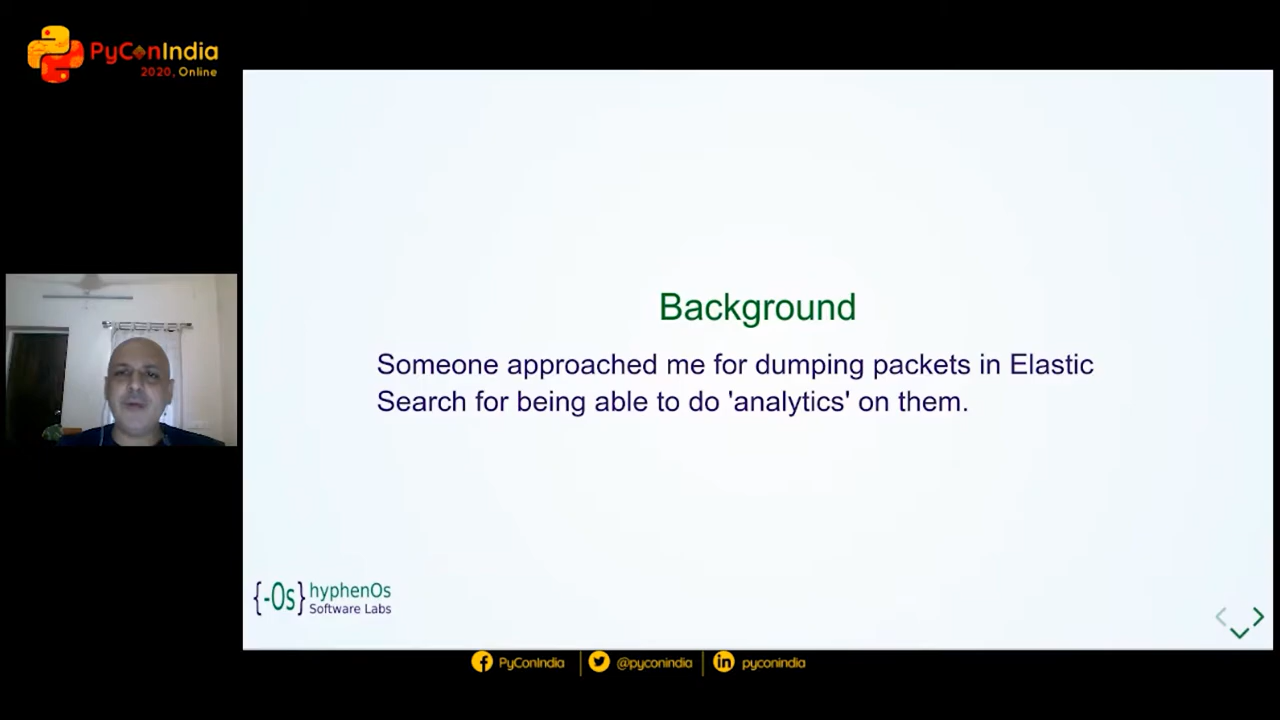 PyConIndia
2020, Online
Background
Someone approached me for dumping packets in Elastic
Search for being able to do 'analytics' on them.
{-Os} hyphenOs
Software Labs
PyConIndia
@pyconindia
pyconindia